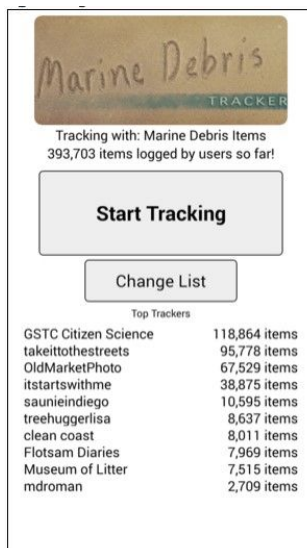 Marine Debris
TRACKER
Tracking with: Marine Debris Items
393,703 items logged by users so far!
Start Tracking
Change List
Top Trackers
GSTC Citizen Science 118,864 items
takeittothestreets 95,778 items
OldMarketPhoto 67,529 items
itstartswithme 38,875 items
saunieindiego 10,595 items
treehuggerlisa 8,637 items
clean coast 8,011 items
Flotsam Diaries 7,969 items
Museum of Litter 7,515 items
mdroman 2,709 items